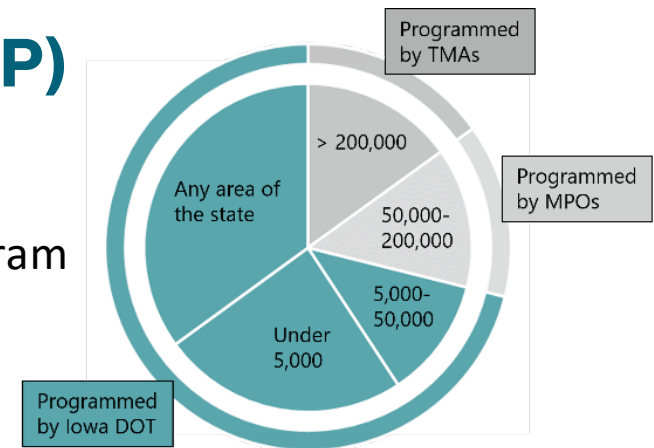 P)
ram
Programmed
by TMAs
> 200,000
Programmed
by MPOs
50,000-
200,000
Any area of
the state
5,000-
50,000
Under
5,000
Programmed
by Iowa DOT